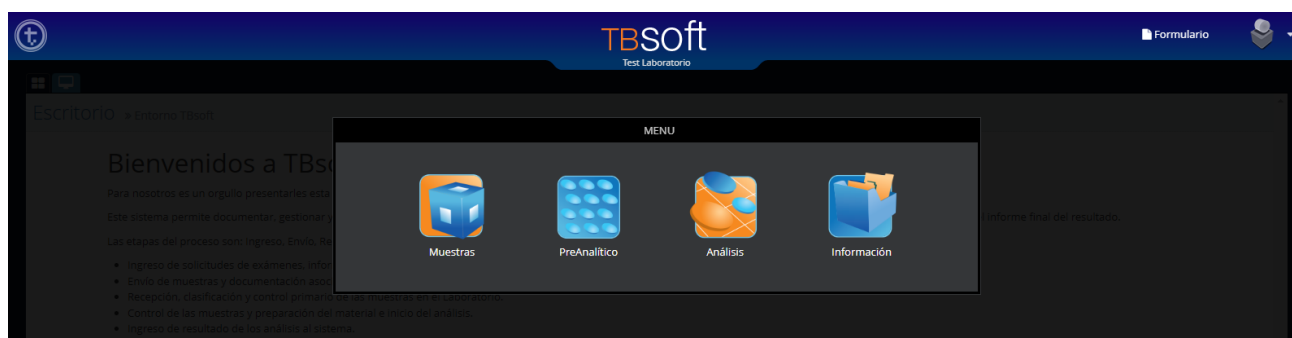 t.
TBSOft
Test Laboratorio
Formulario
Escritorio » Entorno TBsoft
MENU
Bienvenidos a TBso
Para nosotros es un orgullo presentarles esta
Este sistema permite documentar, gestionar y
l informe final del resultado.
Las etapas del proceso son: Ingreso, Envío, Re
Muestras
PreAnalítico
Análisis
Información
Ingreso de solicitudes de exámenes, infor
Envío de muestras y documentación asoc
Recepción, clasificación y control primario de las muestras en el Laboratorio.
Control de las muestras y preparación del material e inicio del análisis.
Ingreso de resultado de los análisis al sistema.